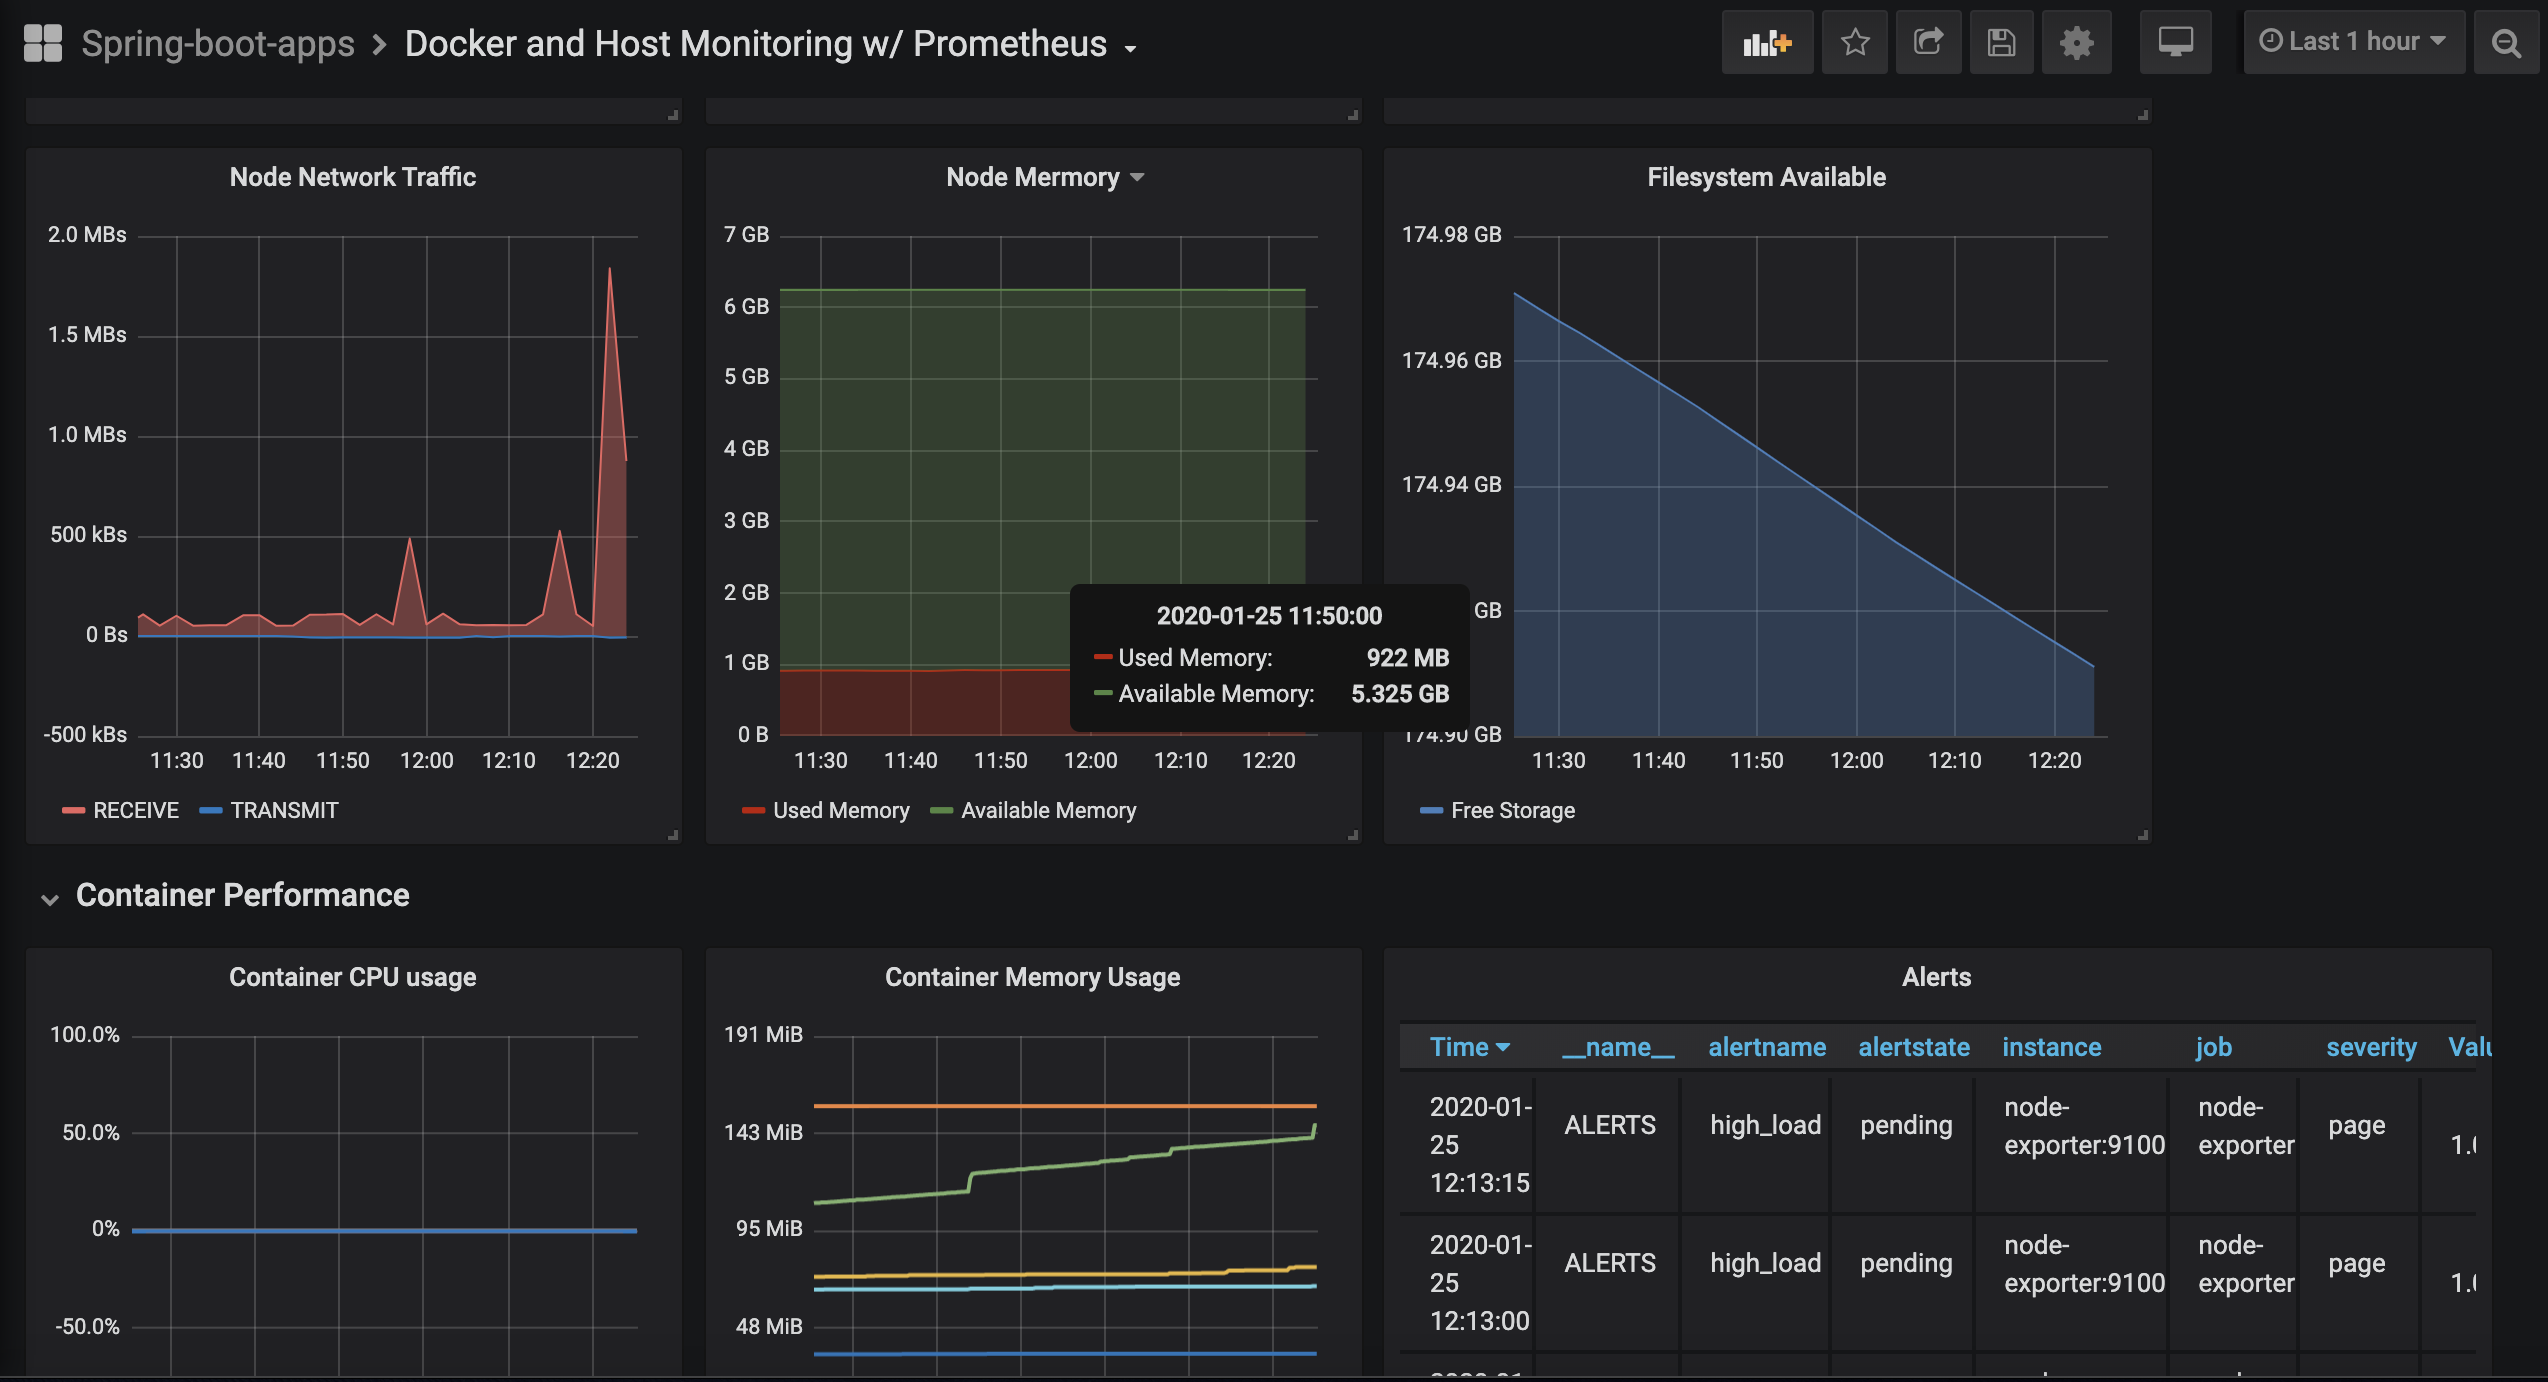 Spring-boot-apps > Docker and Host Monitoring w/ Prometheus
Last 1 hour
Node Network Traffic
2.0 MBs
1.5 MBs
1.0 MBs
500 kBs
0 Bs
-500 kBs
11:30 11:40 11:50 12:00 12:10 12:20
RECEIVE TRANSMIT
Node Mermory
7 GB
6 GB
5 GB
4 GB
3 GB
2 GB
1 GB
0 B
11:30 11:40 11:50 12:00 12:10 12:20
Used Memory Available Memory
2020-01-25 11:50:00
Used Memory: 922 MB
Available Memory: 5.325 GB
Filesystem Available
174.98 GB
174.96 GB
174.94 GB
GB
174.90 GB
11:30 11:40 11:50 12:00 12:10 12:20
Free Storage
Container Performance
Container CPU usage
100.0%
50.0%
0%
-50.0%
Container Memory Usage
191 MiB
143 MiB
95 MiB
48 MiB
Alerts
Time __name__ alertname alertstate instance job severity Valu
2020-01-25 12:13:15 ALERTS high_load pending node-exporter:9100 node-exporter page 1.0
2020-01-25 12:13:00 ALERTS high_load pending node-exporter:9100 node-exporter page 1.0